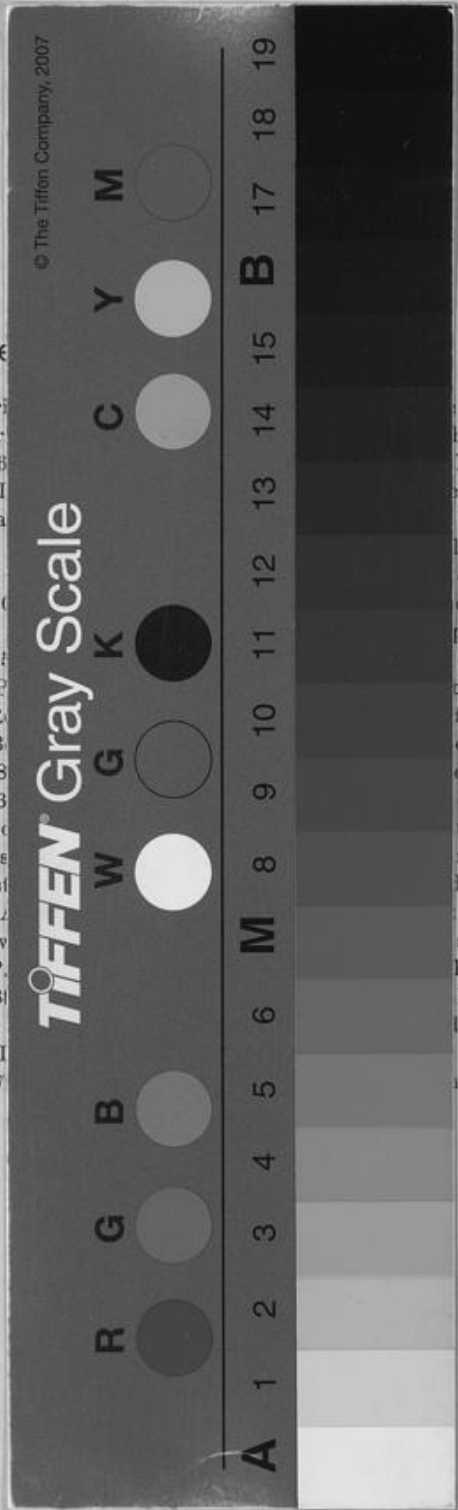 © The Tiffen Company, 2007
TIFFEN® Gray Scale
R G B W G K C Y M
A 1 2 3 4 5 6 M 8 9 10 11 12 13 14 15 B 17 18 19